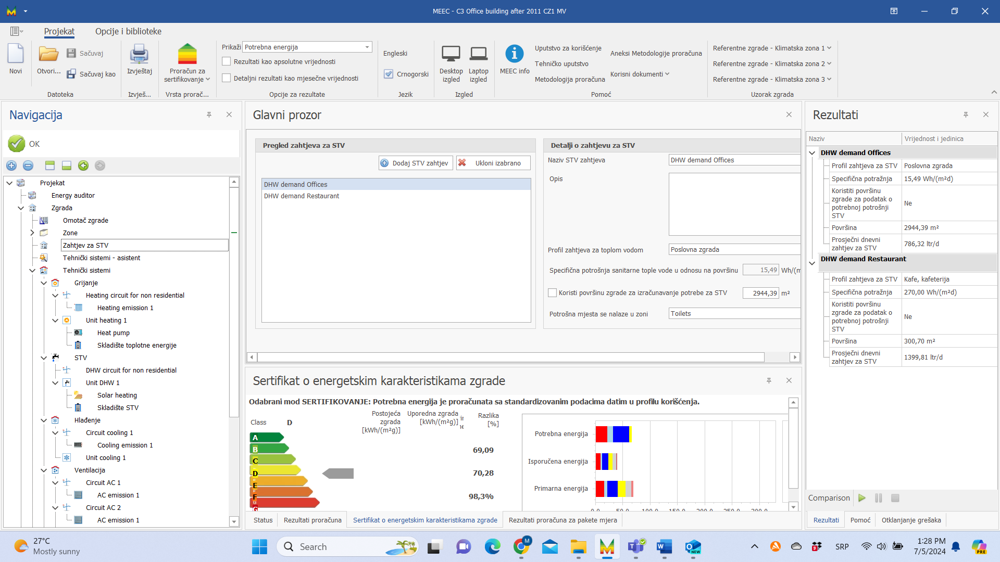 MEEC - C3 Office building after 2011 CZ1 MV
Projekat
Opcije i biblioteke
Novi
Otvori...
Sačuvaj
Sačuvaj kao
Datoteka
Izvještaj
Izvješ...
Proračun za
sertifikovanje
Vrsta prorač...
Prikaži Potrebna energija
Rezultati kao apsolutne vrijednosti
Detaljni rezultati kao mjesečne vrijednosti
Opcije za rezultate
Engleski
Crnogorski
Jezik
Desktop
izgled
Laptop
izgled
Izgled
MEEC info
Uputstvo za korišćenje
Tehničko uputstvo
Metodologija proračuna
Aneksi Metodologije proračuna
Korisni dokumenti
Pomoć
Referentne zgrade - Klimatska zona 1
Referentne zgrade - Klimatska zona 2
Referentne zgrade - Klimatska zona 3
Uzorak zgrada
Navigacija
OK
Projekat
Energy auditor
Zgrada
Omotač zgrade
Zone
Zahtjev za STV
Tehnički sistemi - asistent
Tehnički sistemi
Grijanje
Heating circuit for non residential
Heating emission 1
Unit heating 1
Heat pump
Skladište toplotne energije
STV
DHW circuit for non residential
Unit DHW 1
Solar heating
Skladište STV
Hlađenje
Circuit cooling 1
Cooling emission 1
Unit cooling 1
Ventilacija
Circuit AC 1
AC emission 1
Circuit AC 2
AC emission 1
Glavni prozor
Pregled zahtjeva za STV
Dodaj STV zahtjev
Ukloni izabrano
DHW demand Offices
DHW demand Restaurant
Detalji o zahtjevu za STV
Naziv STV zahtjeva DHW demand Offices
Opis
Profil zahtjeva za toplom vodom Poslovna zgrada
Specifična potrošnja sanitarne tople vode u odnosu na površinu 15,49 Wh/(m
Koristi površinu zgrade za izračunavanje potrebe za STV 2944,39 m²
Potrošna mjesta se nalaze u zoni Toilets
Sertifikat o energetskim karakteristikama zgrade
Odabrani mod SERTIFIKOVANJE: Potrebna energija je proračunata sa standardizovanim podacima datim u profilu korišćenja.
Class D
Postojeća
zgrada
[kWh/(m²g)]
Uporedna zgrada
[kWh/(m²g)]
Razlika
[%]
A
B
C
D
E
F
G
69,09
70,28
98,3%
Potrebna energija
Isporučena energija
Primarna energija
0,0 50,0 100,0 150,0 200,0 250,0 300,0
Status
Rezultati proračuna
Sertifikat o energetskim karakteristikama zgrade
Rezultati proračuna za pakete mjera
Rezultati
Naziv Vrijednost i jedinica
DHW demand Offices
Profil zahtjeva za STV Poslovna zgrada
Specifična potražnja 15,49 Wh/(m²d)
Koristiti površinu
zgrade za podatak o
potrebnoj potrošnji
STV
Ne
Površina 2944,39 m²
Prosječni dnevni
zahtjev za STV
786,32 ltr/d
DHW demand Restaurant
Profil zahtjeva za STV Kafe, kafeterija
Specifična potražnja 270,00 Wh/(m²d)
Koristiti površinu
zgrade za podatak o
potrebnoj potrošnji
STV
Ne
Površina 300,70 m²
Prosječni dnevni
zahtjev za STV
1399,81 ltr/d
Comparison
Rezultati
Pomoć
Otklanjanje grešaka
27°C
Mostly sunny
Search
SRP
1:28 PM
7/5/2024